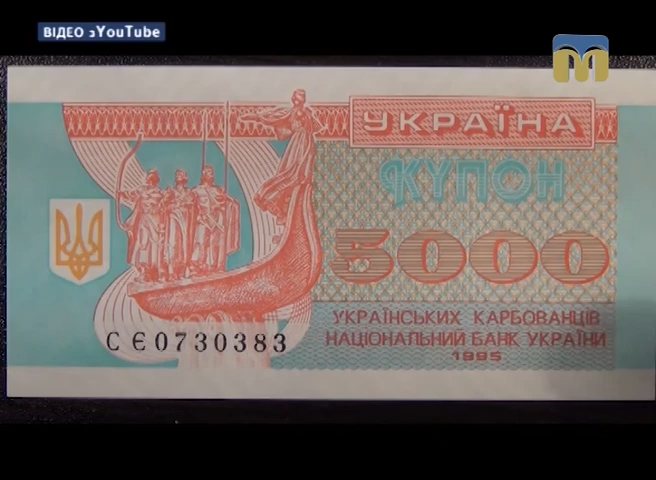 ВІДЕО з YouTube
УКРАЇНА
КУПОН
5000
УКРАЇНСЬКИХ КАРБОВАНЦІВ
НАЦІОНАЛЬНИЙ БАНК УКРАЇНИ
1995
СЄ0730383